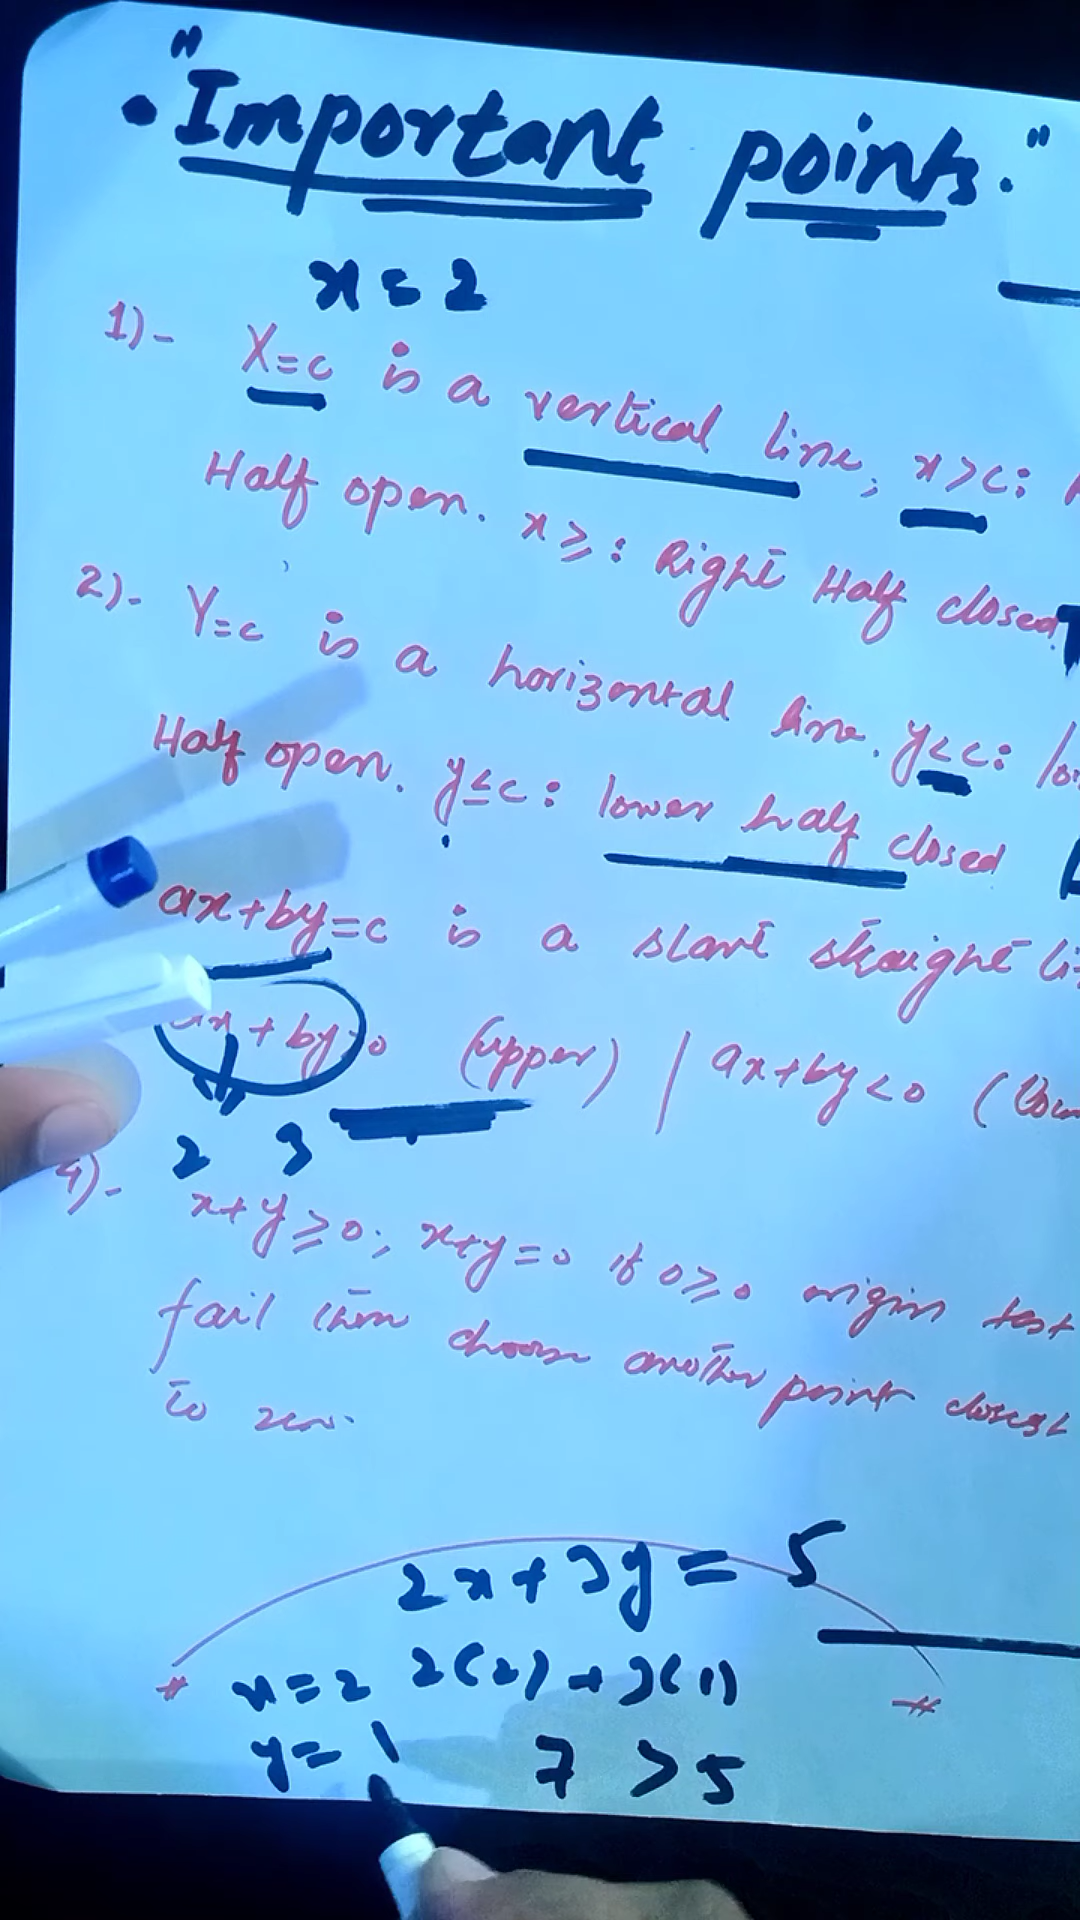 • "Important points."
x = 2
1)- X=c is a vertical line, x>c:
Half open. x≥: Right Half closed.
2)- Y=c is a horizontal line. y<c:
Half open. y≤c: lower half closed
ax+by=c is a slant straight
+ by>0 (upper) | ax+by<0
2 3
4)- x+y≥0; x+y=0 if 0≥0 origin test
fail then choose another point closest
to zero.
2x+3y = 5
x=2 2(2)+3(1)
y=1 7 > 5